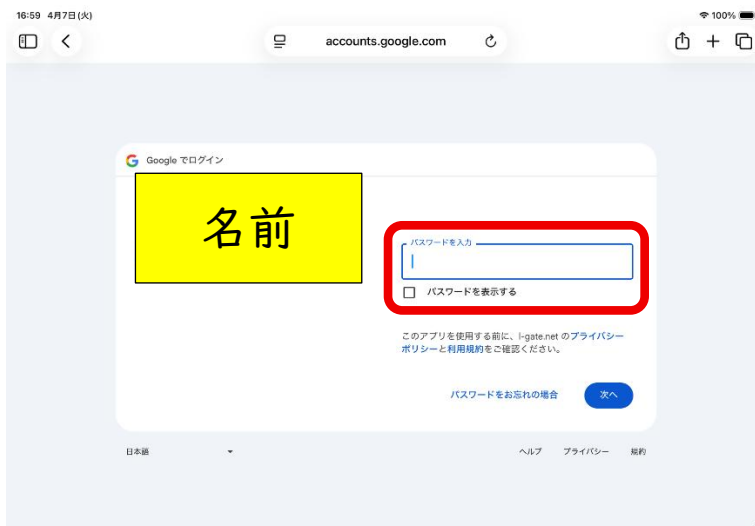 16:59 4月7日(火)
100%
accounts.google.com
Google でログイン
名前
パスワードを入力
パスワードを表示する
このアプリを使用する前に、l-gate.net のプライバシー
ポリシーと利用規約をご確認ください。
パスワードをお忘れの場合 次へ
日本語 ヘルプ プライバシー 規約